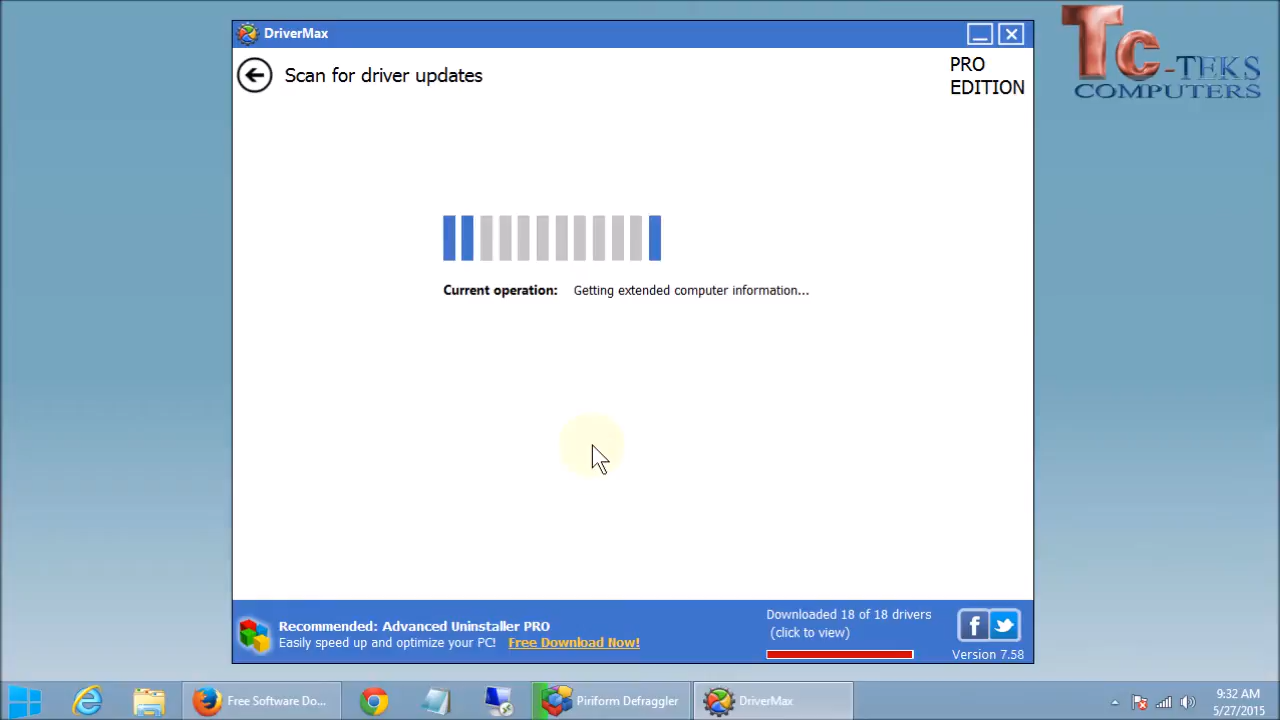 DriverMax
Scan for driver updates
PRO
EDITION
TC-TEKS
COMPUTERS
Current operation: Getting extended computer information...
Recommended: Advanced Uninstaller PRO
Easily speed up and optimize your PC! Free Download Now!
Downloaded 18 of 18 drivers
(click to view)
Version 7.58
Free Software Do...
Piriform Defraggler
DriverMax
9:32 AM
5/27/2015